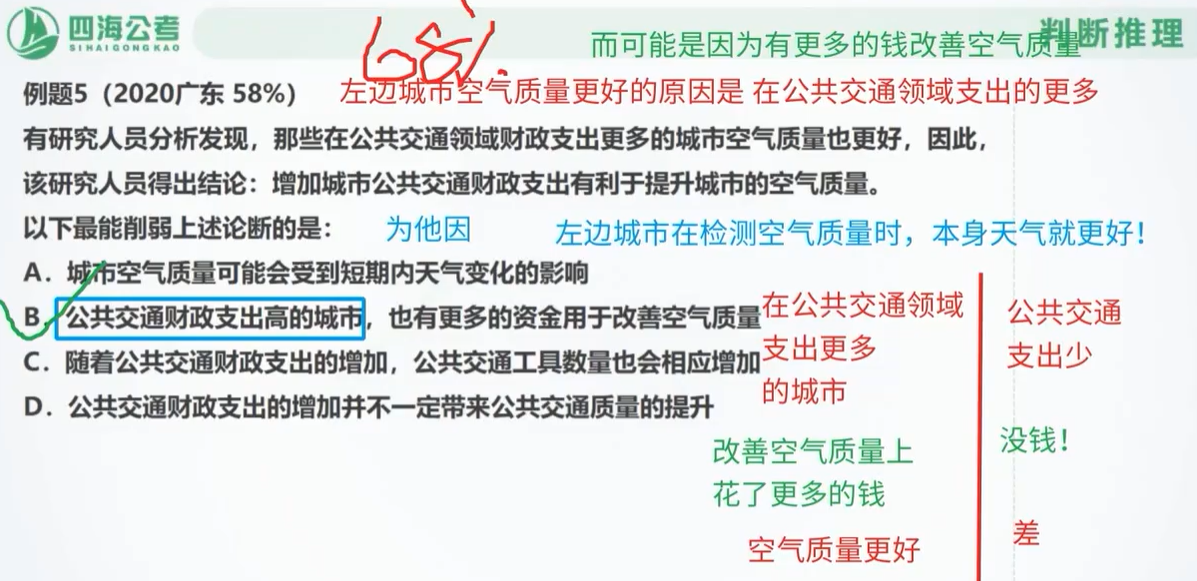 四海公考
SIHAIGONGKAO
68%
而可能是因为有更多的钱改善空气质量
判断推理
例题5（2020广东 58%）
左边城市空气质量更好的原因是 在公共交通领域支出的更多
有研究人员分析发现，那些在公共交通领域财政支出更多的城市空气质量也更好，因此，
该研究人员得出结论：增加城市公共交通财政支出有利于提升城市的空气质量。
以下最能削弱上述论断的是：
为他因
左边城市在检测空气质量时，本身天气就更好！
A．城市空气质量可能会受到短期内天气变化的影响
B．公共交通财政支出高的城市，也有更多的资金用于改善空气质量
C．随着公共交通财政支出的增加，公共交通工具数量也会相应增加
D．公共交通财政支出的增加并不一定带来公共交通质量的提升
在公共交通领域
支出更多
的城市
公共交通
支出少
改善空气质量上
花了更多的钱
没钱！
空气质量更好
差